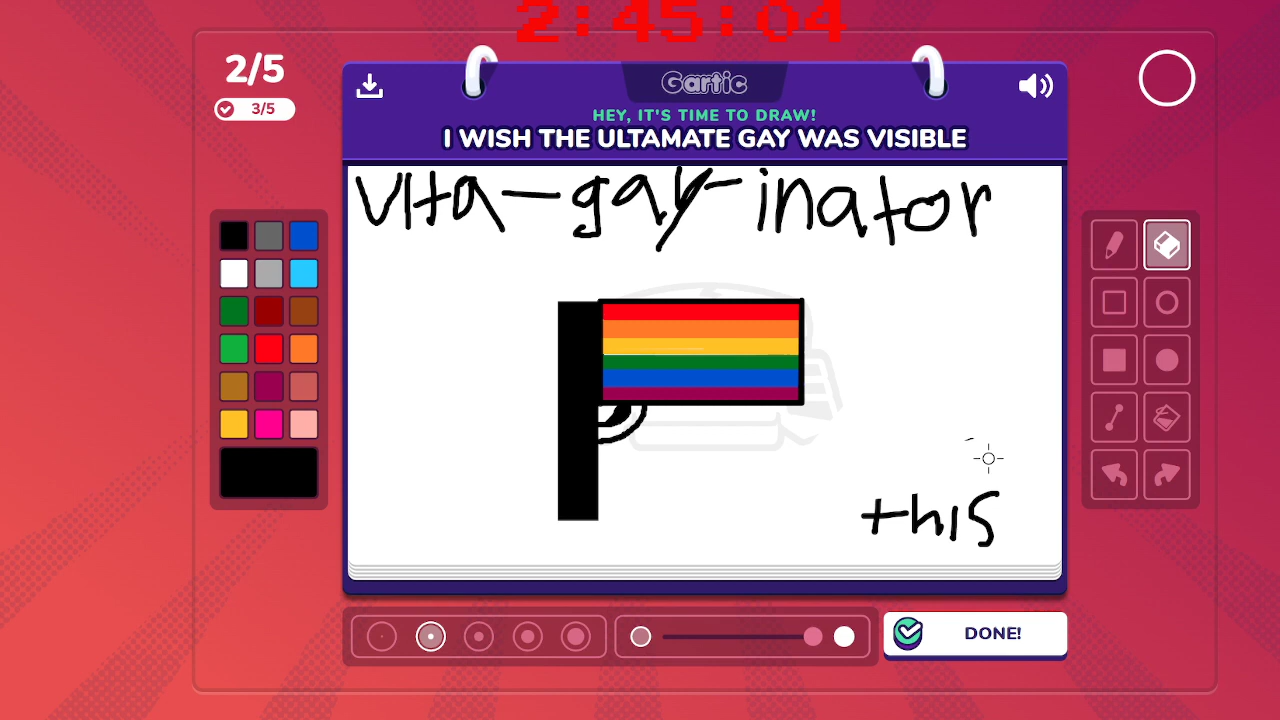 2:45:04
2/5
3/5
Gartic
HEY, IT'S TIME TO DRAW!
I WISH THE ULTAMATE GAY WAS VISIBLE
Ulta-gay-inator
this
DONE!